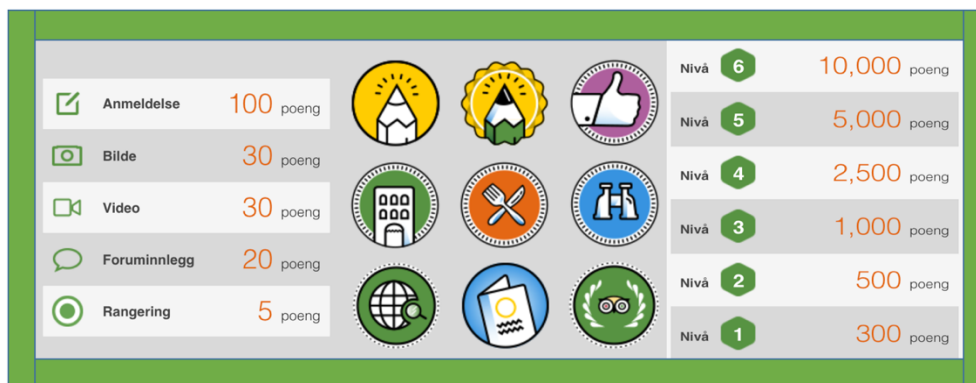 Anmeldelse 100 poeng
Bilde 30 poeng
Video 30 poeng
Foruminnlegg 20 poeng
Rangering 5 poeng
Nivå 6 10,000 poeng
Nivå 5 5,000 poeng
Nivå 4 2,500 poeng
Nivå 3 1,000 poeng
Nivå 2 500 poeng
Nivå 1 300 poeng